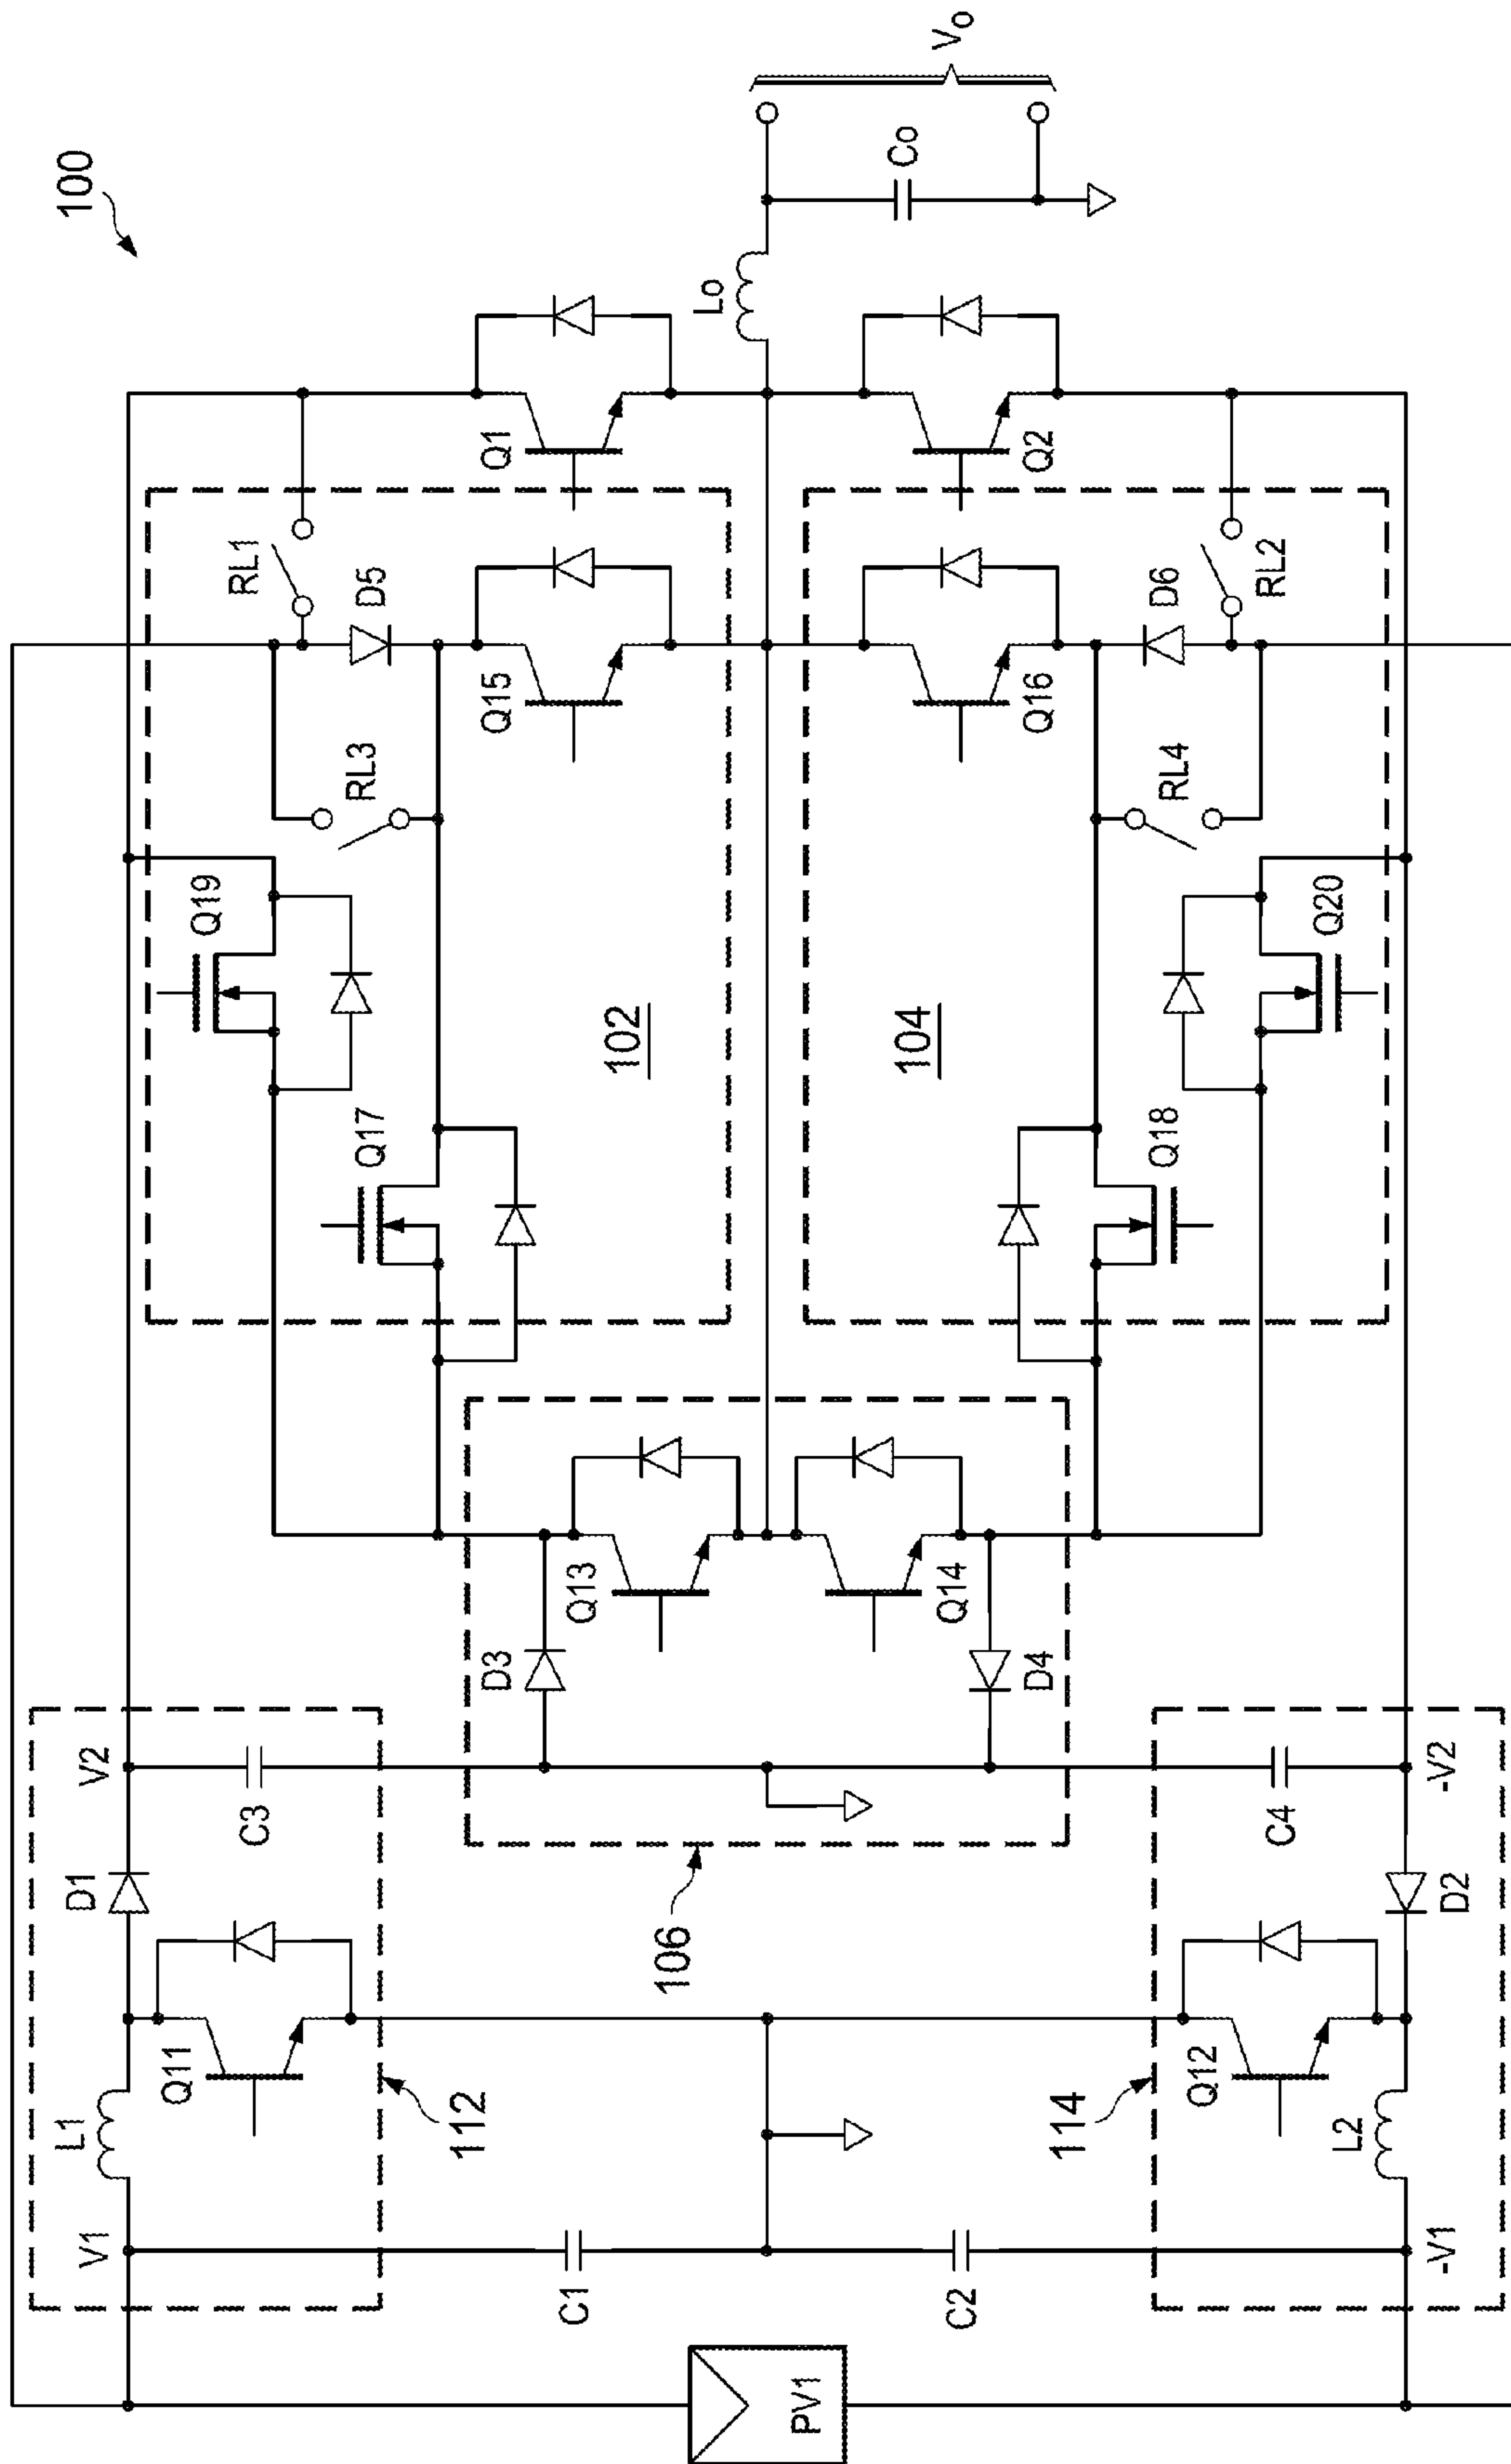 100
Vo
Co
Lo
Q1
Q2
RL1
D5
Q15
Q16
D6
RL2
RL3
RL4
Q19
Q20
102
104
Q17
Q18
Q13
Q14
D3
D4
V2
C3
C4
-V2
D1
106
D2
Q11
Q12
L1
112
114
L2
V1
C1
C2
-V1
PV1